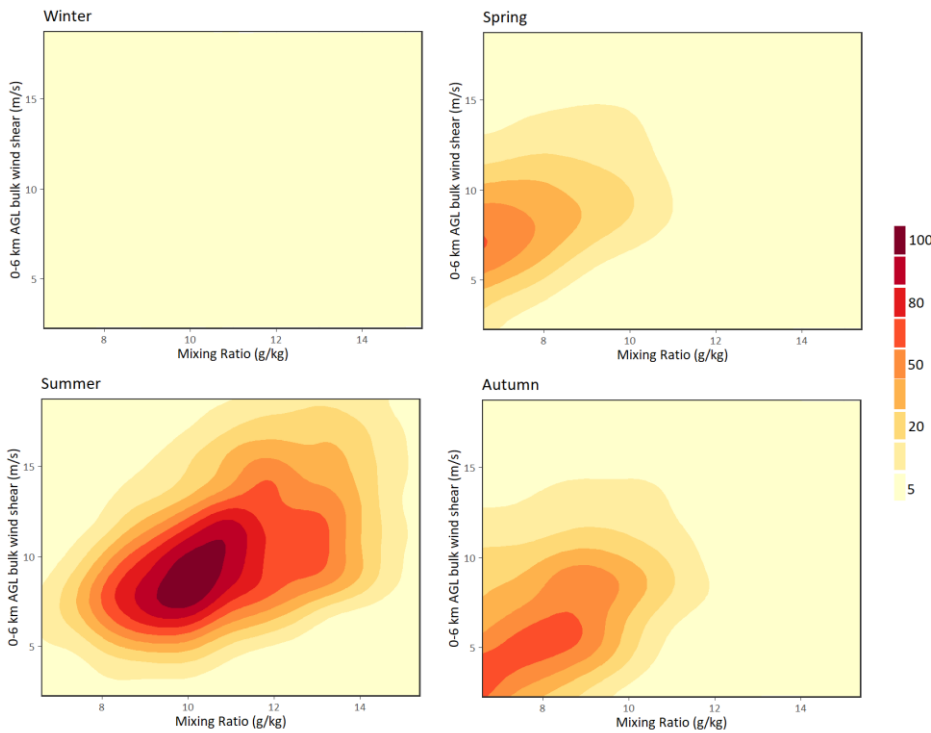 Winter
0-6 km AGL bulk wind shear (m/s)
15
10
5
8 10 12 14
Mixing Ratio (g/kg)
Spring
0-6 km AGL bulk wind shear (m/s)
15
10
5
8 10 12 14
Mixing Ratio (g/kg)
Summer
0-6 km AGL bulk wind shear (m/s)
15
10
5
8 10 12 14
Mixing Ratio (g/kg)
Autumn
0-6 km AGL bulk wind shear (m/s)
15
10
5
8 10 12 14
Mixing Ratio (g/kg)
100
80
50
20
5